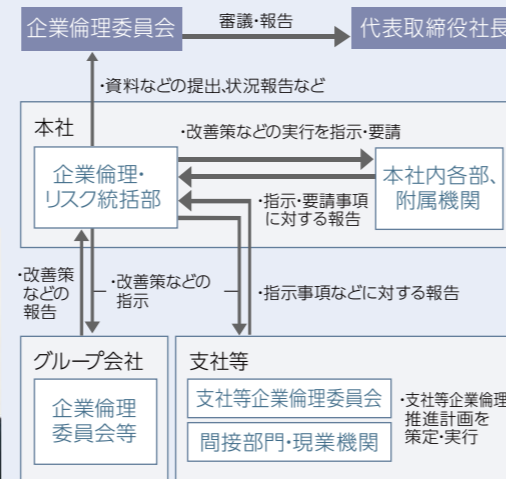 企業倫理委員会
審議・報告
代表取締役社長
・資料などの提出、状況報告など
本社
・改善策などの実行を指示・要請
企業倫理・
リスク統括部
本社内各部、
附属機関
・指示・要請事項
に対する報告
・改善策
などの
報告
・改善策などの
指示
・指示事項などに対する報告
グループ会社
企業倫理
委員会等
支社等
支社等企業倫理委員会
間接部門・現業機関
・支社等企業倫理
推進計画を
策定・実行